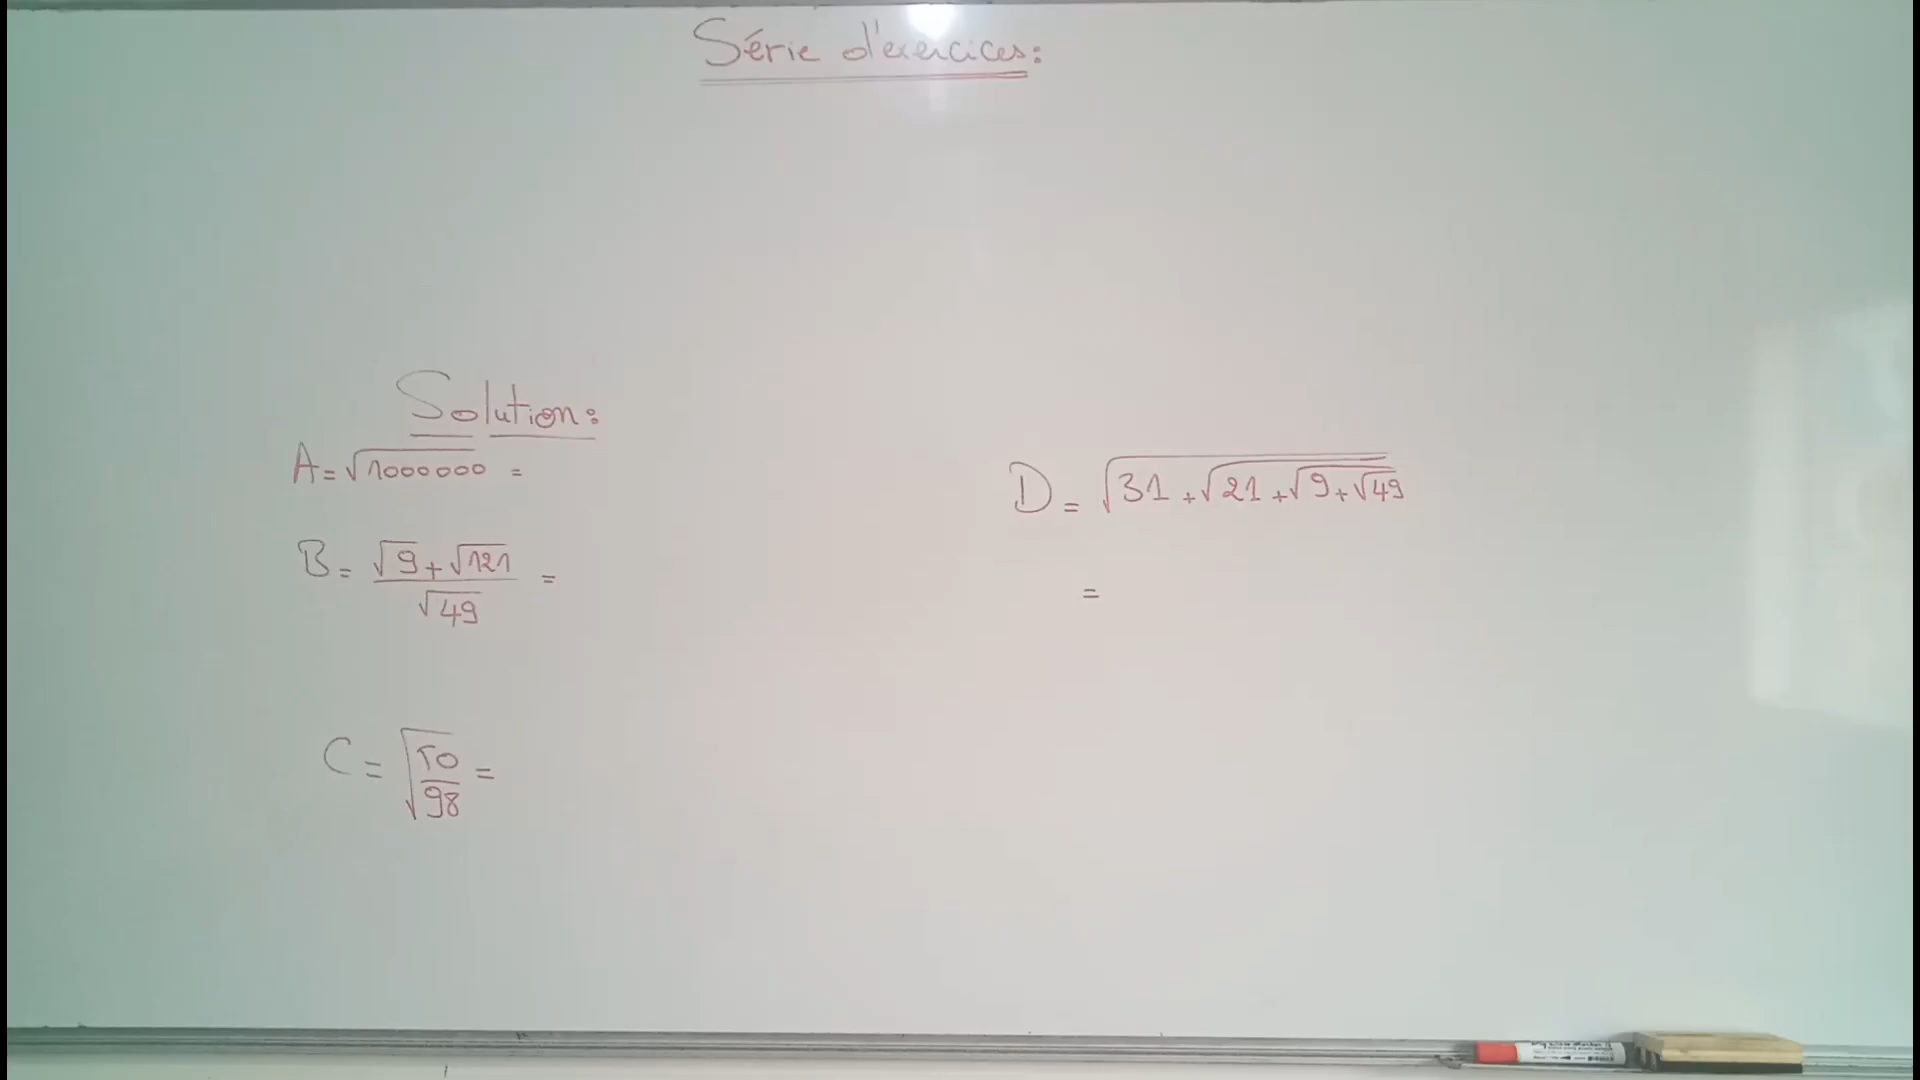 Série d'exercices:
Solution:
A = √1000000 =
B = (√9 + √121) / √49 =
C = √(50/98) =
D = √(31 + √(21 + √(9 + √49)))
=